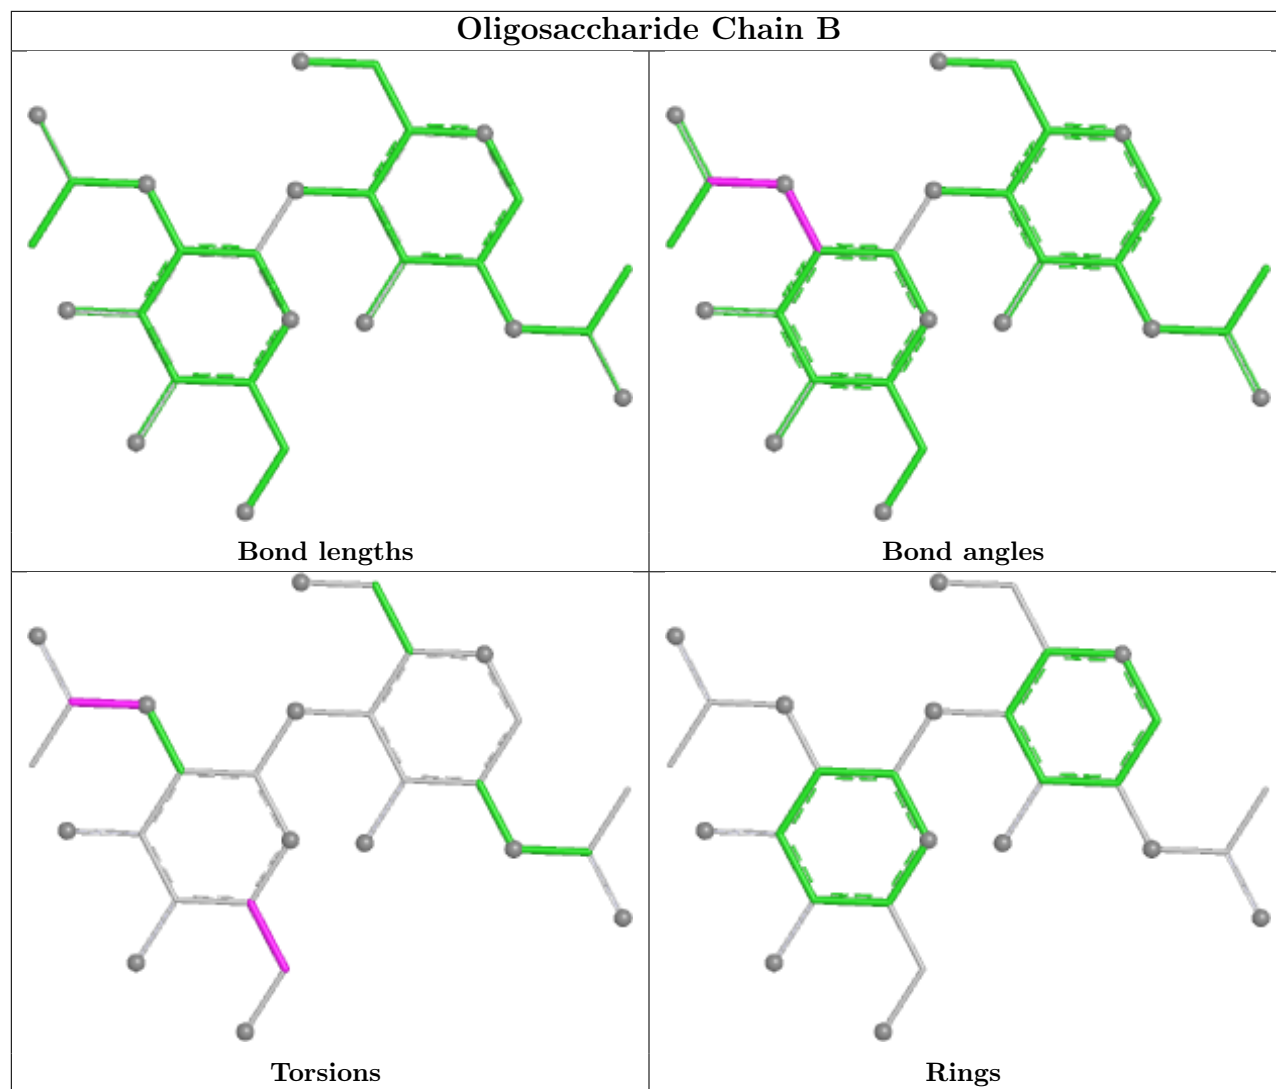 Oligosaccharide Chain B
Bond lengths
Bond angles
Torsions
Rings